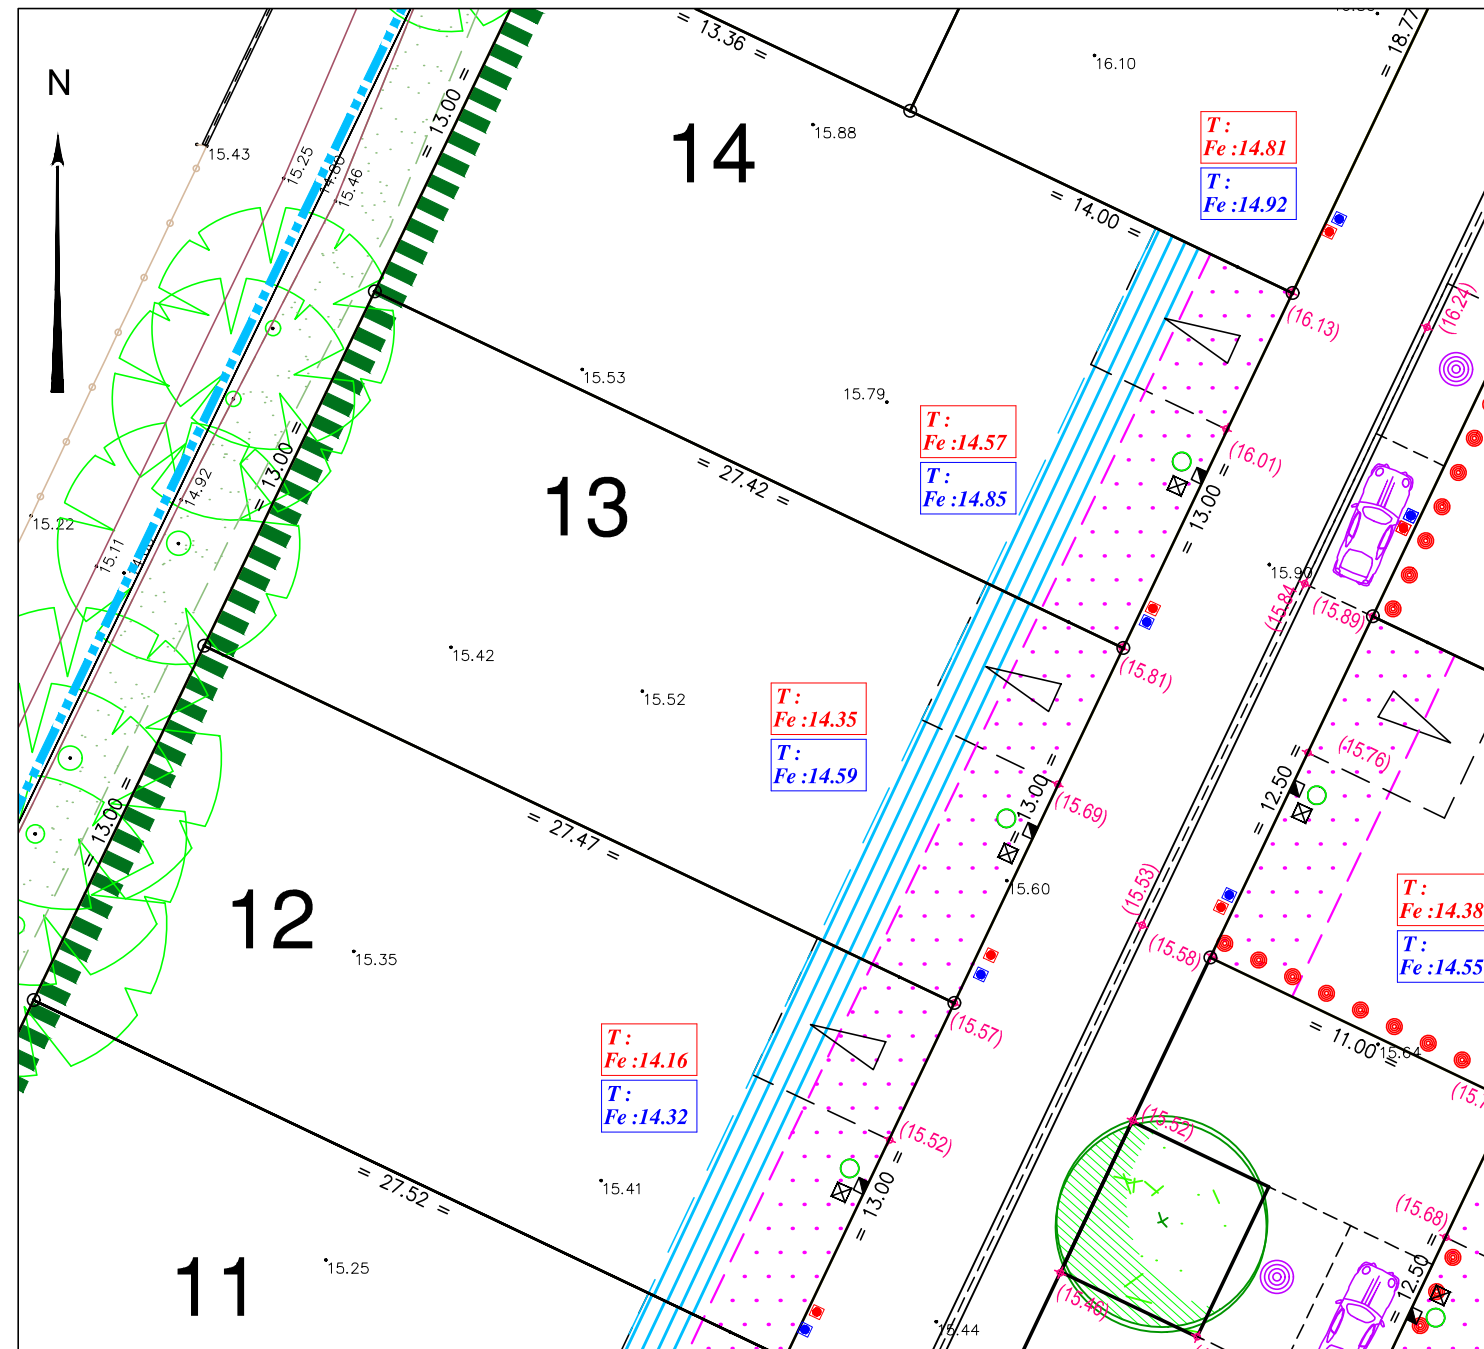 = 13.36 =
16.10
= 18.77
N
15.43
= 13.00 =
15.88
14
T :
Fe :14.81
T :
Fe :14.92
15.25
14.80
15.46
= 14.00 =
(16.13)
(16.24)
15.53
15.79
T :
Fe :14.57
T :
Fe :14.85
(16.01)
= 13.00 =
= 27.42 =
= 13.00 =
13
14.92
15.22
15.11
15.90
(15.84)
(15.89)
15.42
15.52
(15.81)
T :
Fe :14.35
T :
Fe :14.59
(15.76)
= 12.50 =
(15.69)
= 13.00 =
= 13.00 =
= 27.47 =
15.60
(15.53)
(15.58)
T :
Fe :14.38
T :
Fe :14.55
12
15.35
(15.57)
= 11.00 =
15.64
T :
Fe :14.16
T :
Fe :14.32
(15.52)
(15.52)
= 27.52 =
15.41
= 13.00 =
(15.68)
11
15.25
(15.46)
= 12.50 =
15.44